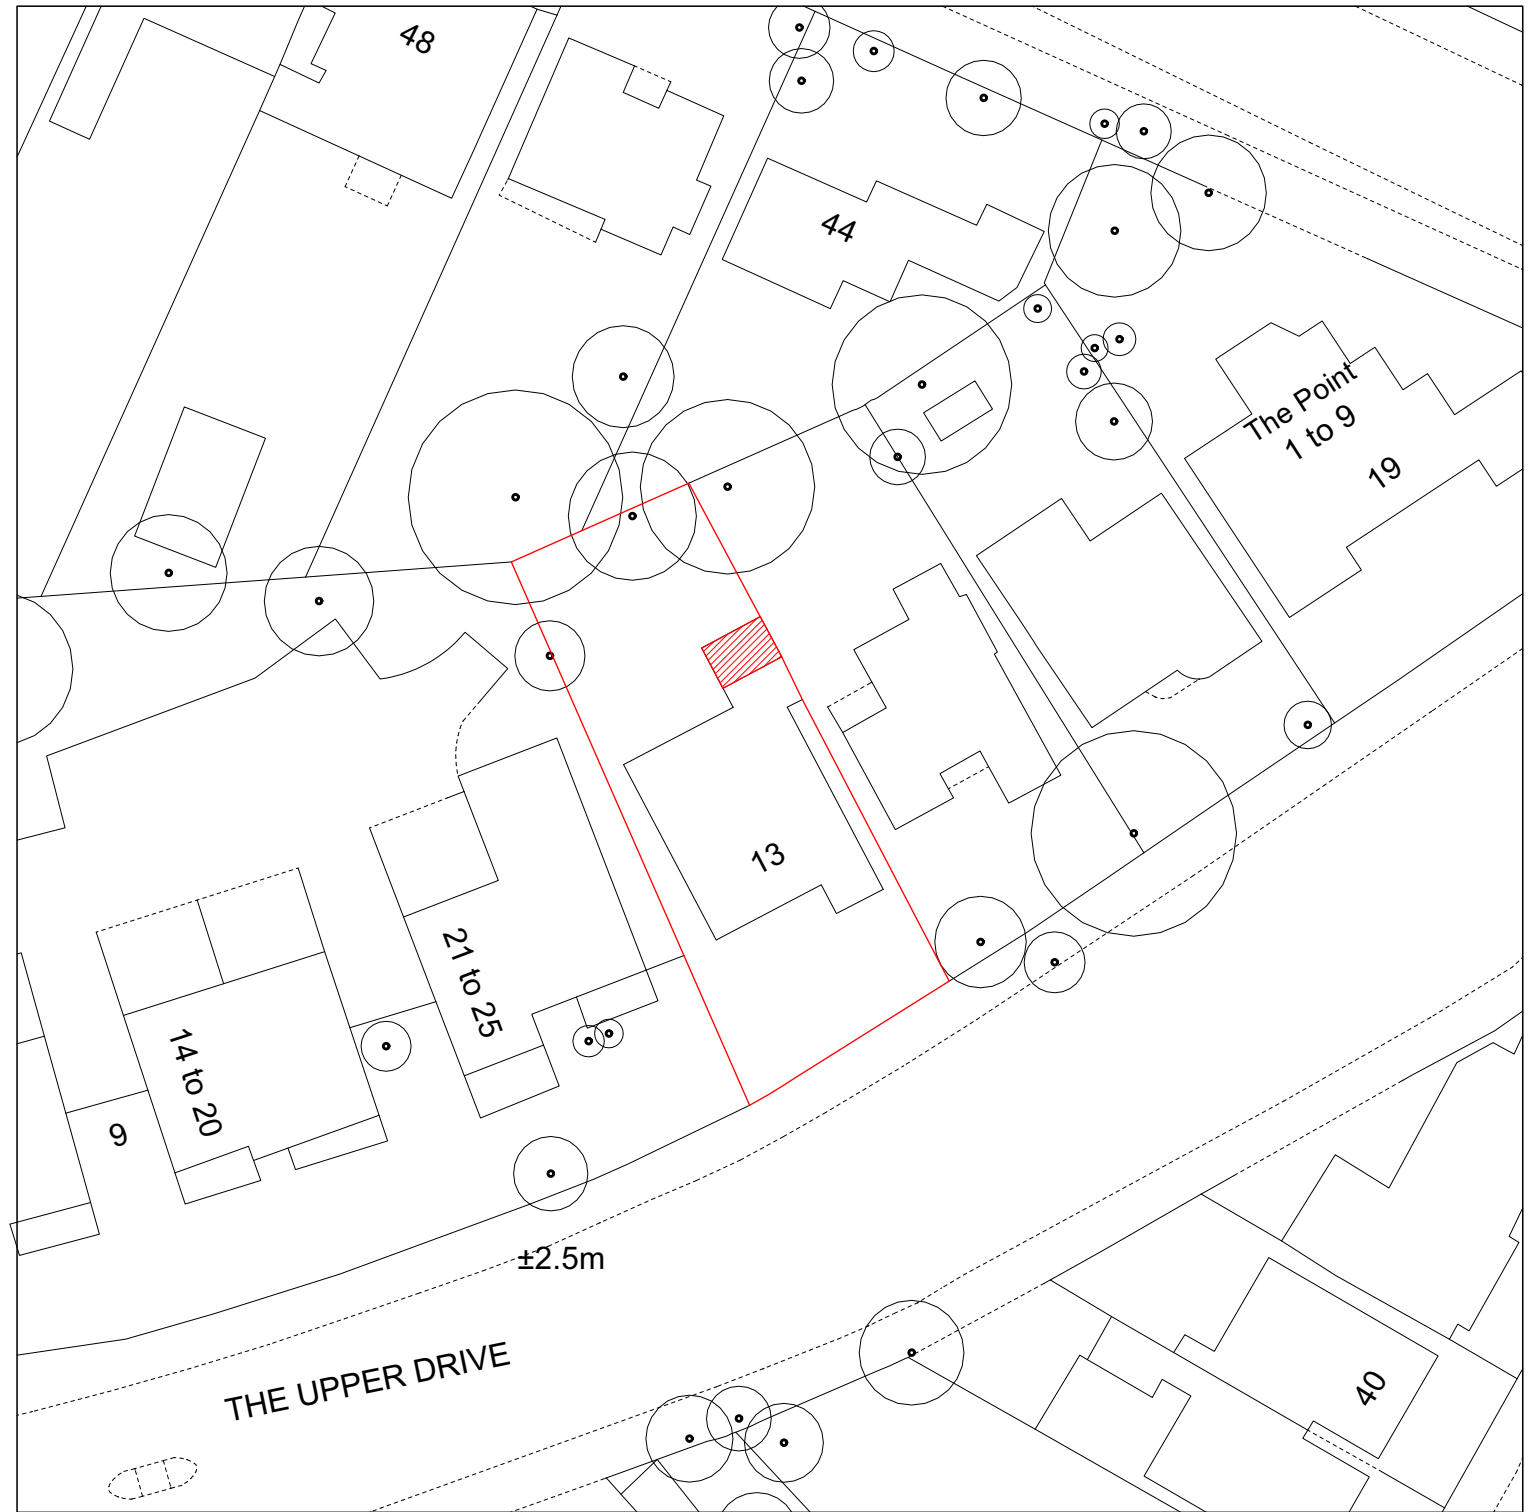 48
44
The Point
1 to 9
19
13
21 to 25
14 to 20
9
±2.5m
THE UPPER DRIVE
40